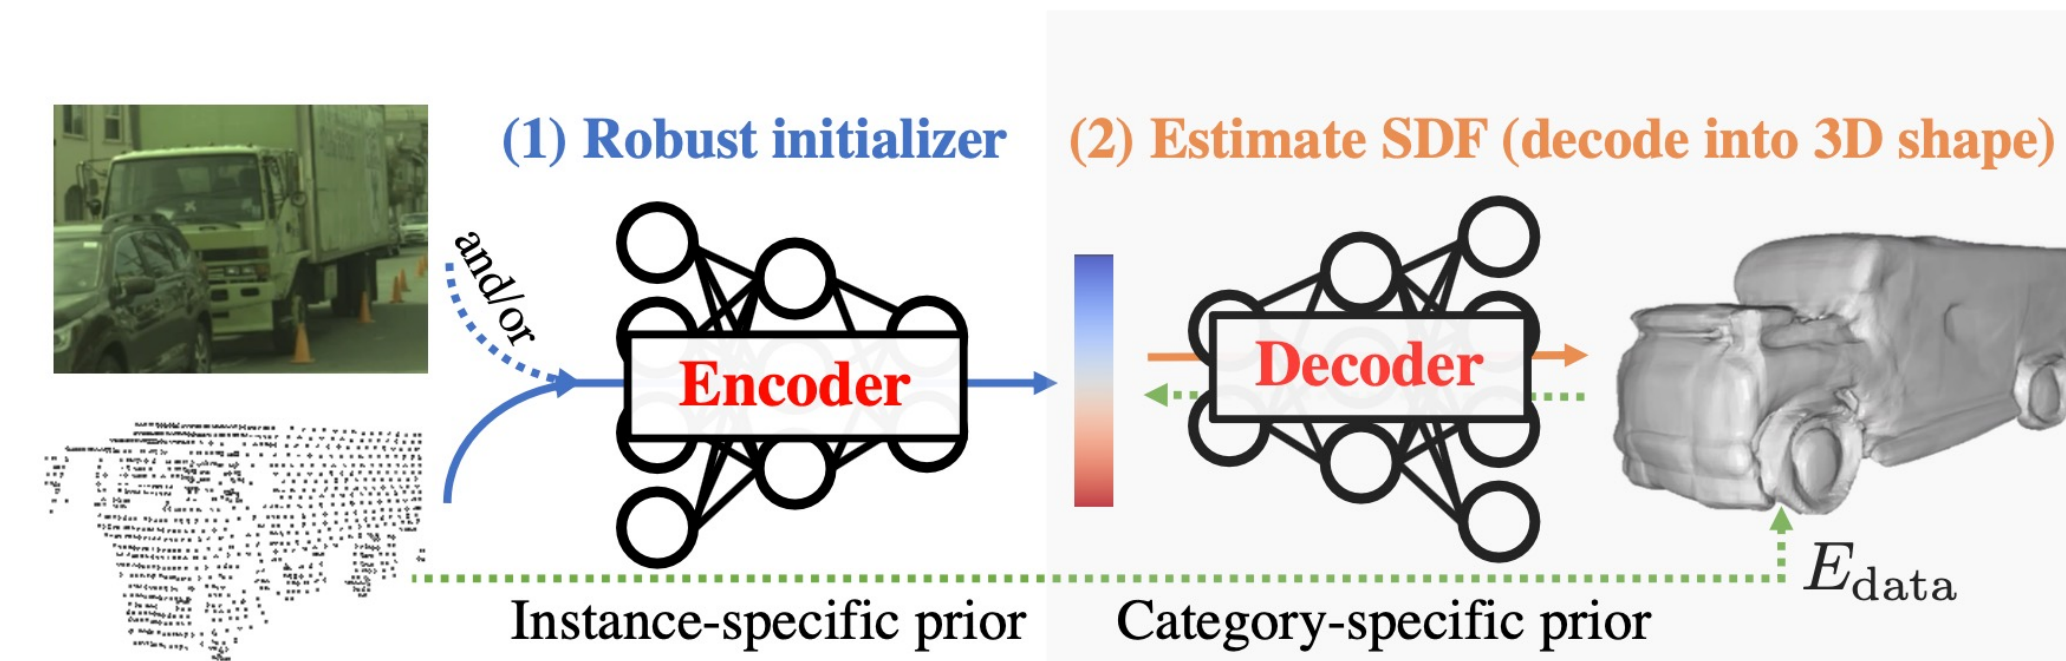 (1) Robust initializer
(2) Estimate SDF (decode into 3D shape)
and/or
Encoder
Decoder
E_data
Instance-specific prior
Category-specific prior